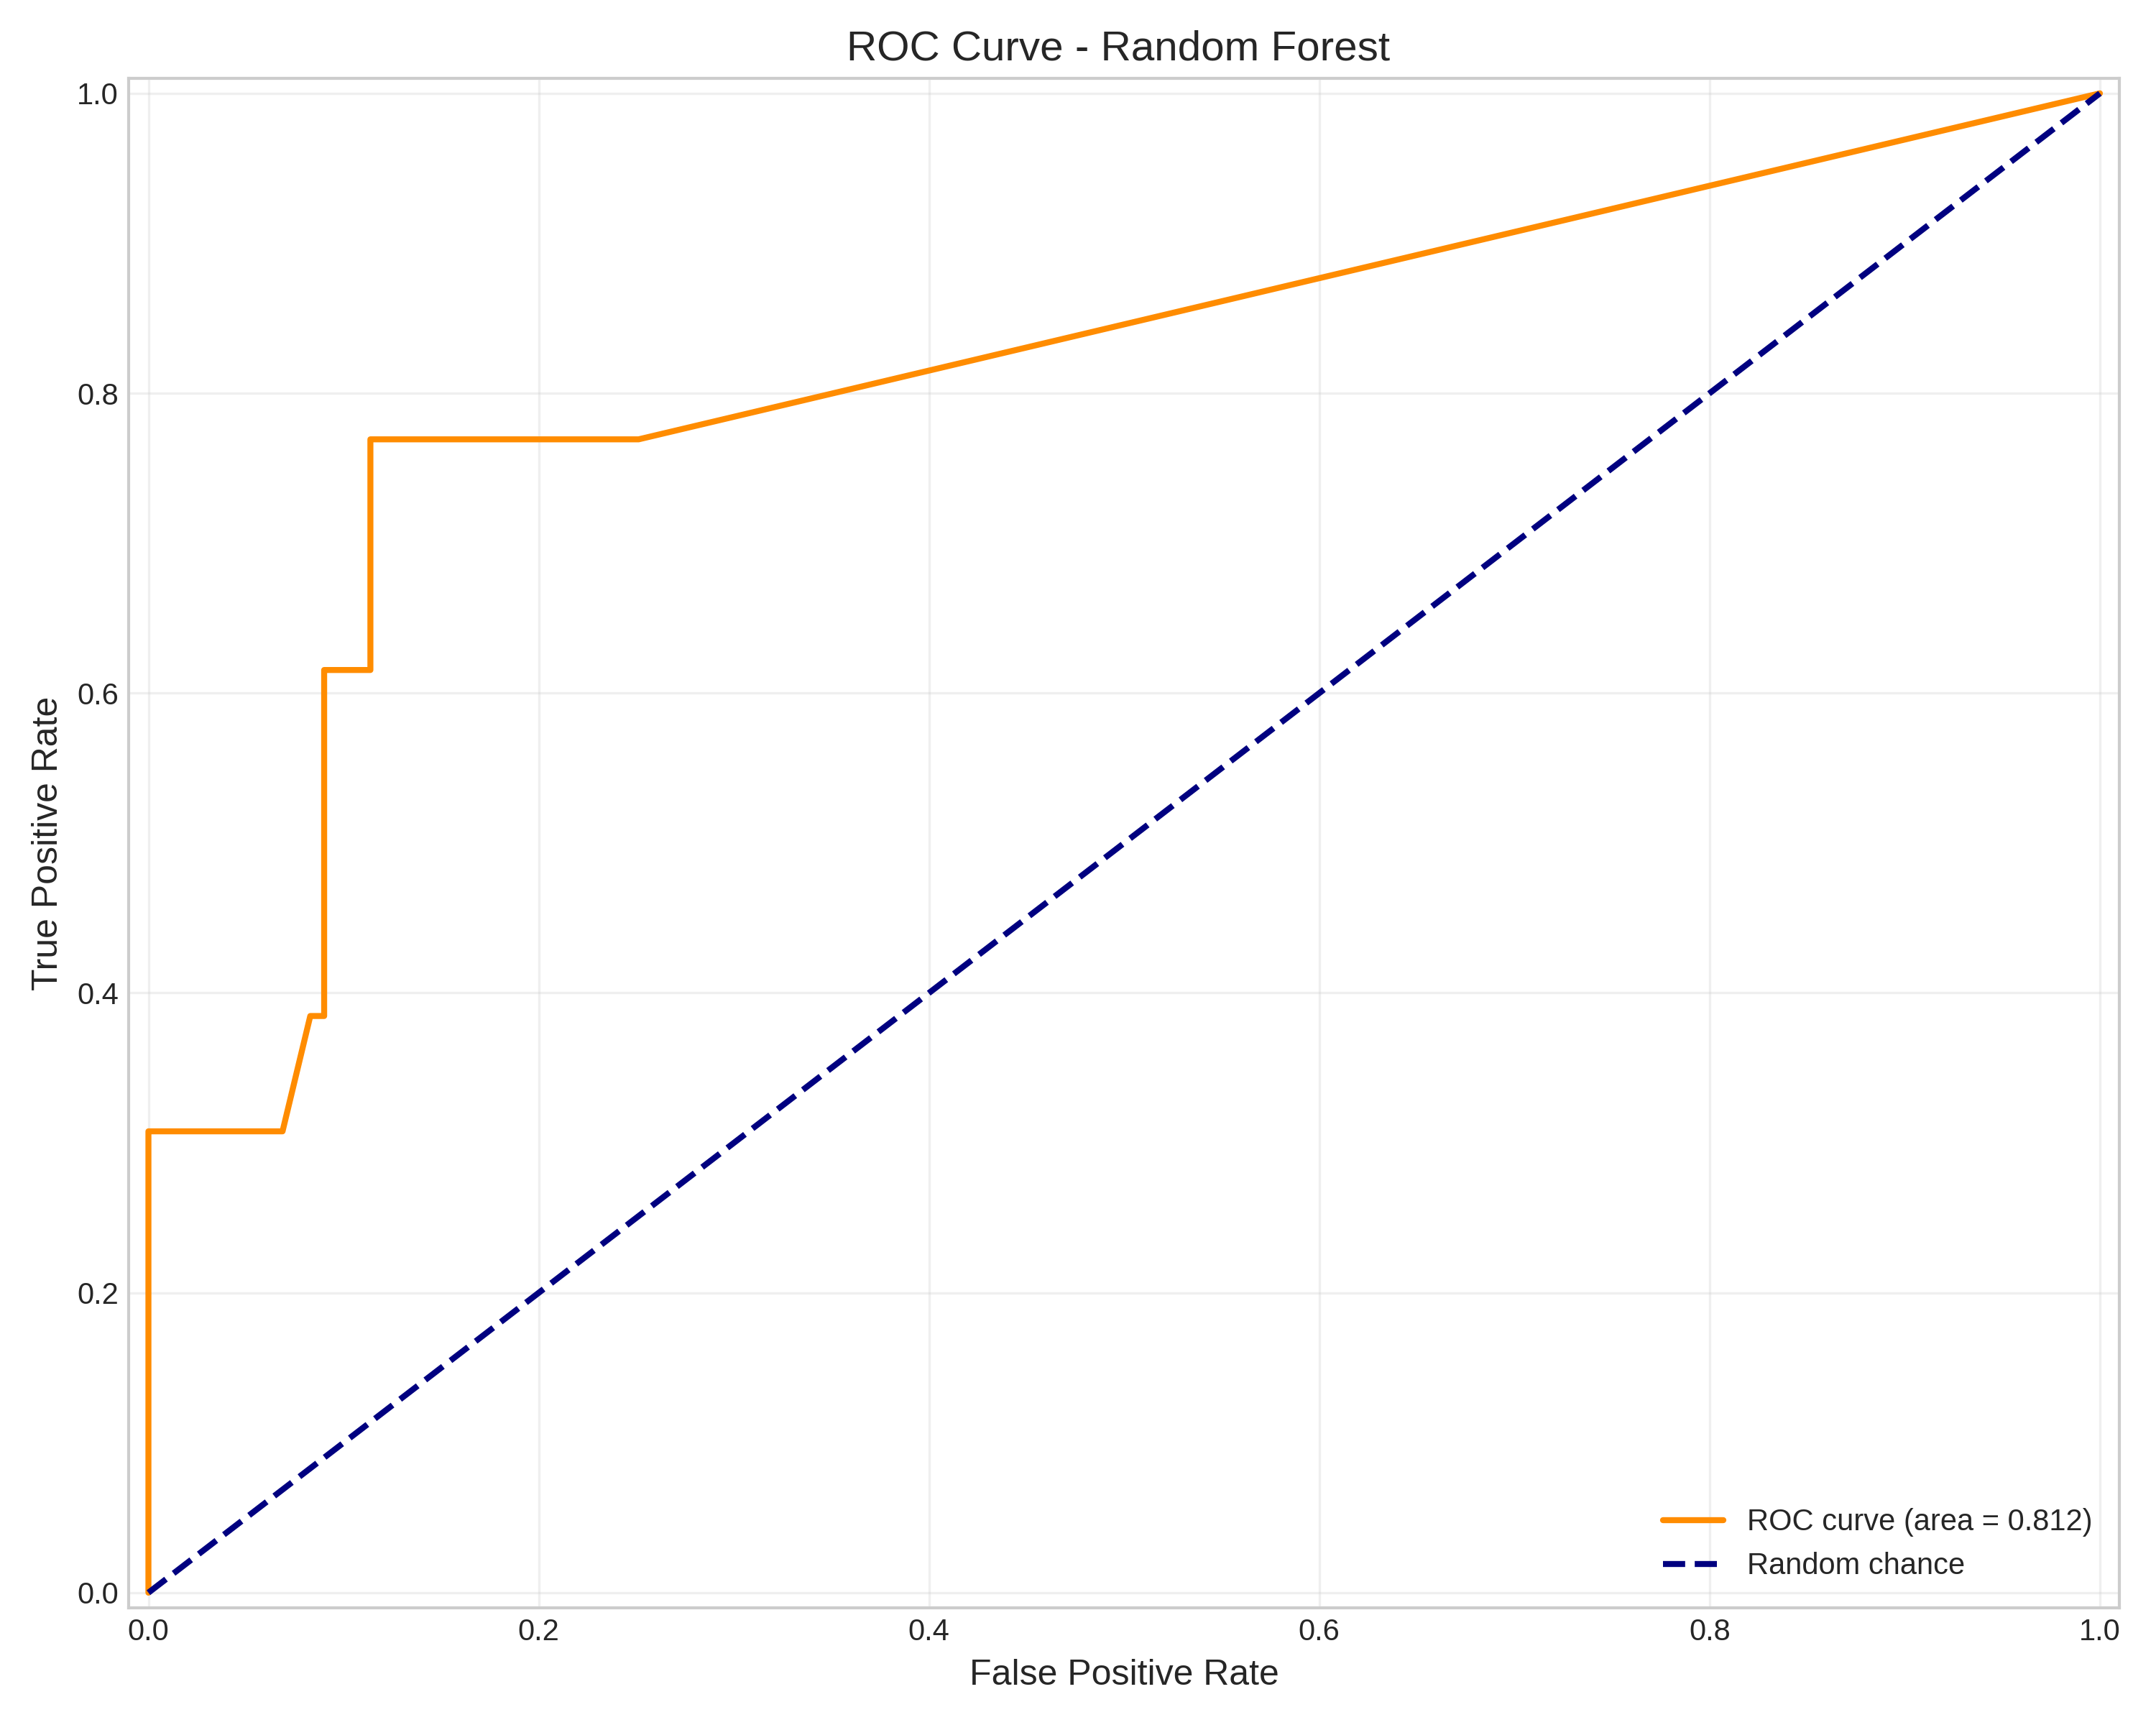 ROC Curve - Random Forest
1.0
0.8
0.6
0.4
0.2
0.0
True Positive Rate
0.0 0.2 0.4 0.6 0.8 1.0
False Positive Rate
ROC curve (area = 0.812)
Random chance